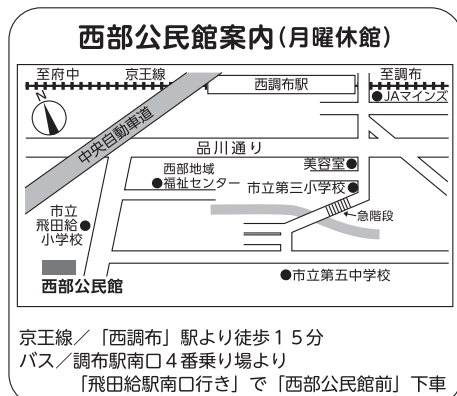 西部公民館案内(月曜休館)
至府中
京王線
西調布駅
至調布
JAマインズ
N
中央自動車道
品川通り
美容室
西部地域
福祉センター
市立第三小学校
急階段
市立
飛田給
小学校
西部公民館
市立第五中学校
京王線/「西調布」駅より徒歩15分
バス/調布駅南口4番乗り場より
「飛田給駅南口行き」で「西部公民館前」下車